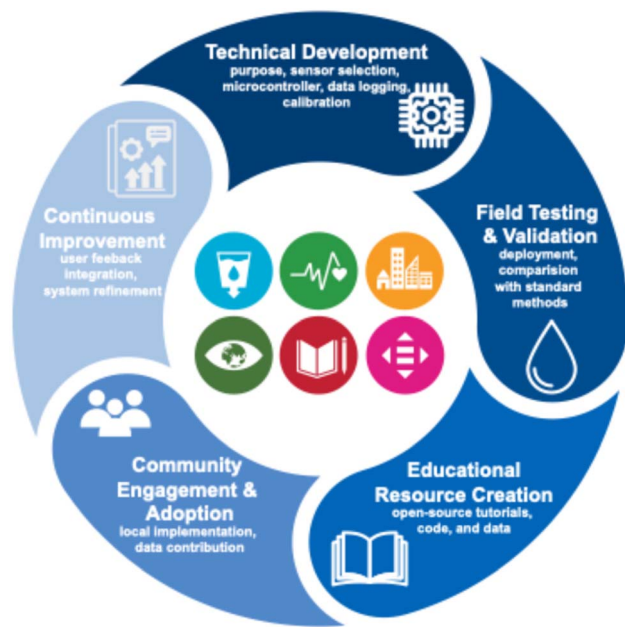 Technical Development
purpose, sensor selection,
microcontroller, data logging,
calibration
Field Testing
& Validation
deployment,
comparision
with standard
methods
Educational
Resource Creation
open-source tutorials,
code, and data
Community
Engagement &
Adoption
local implementation,
data contribution
Continuous
Improvement
user feeback
integration,
system refinement